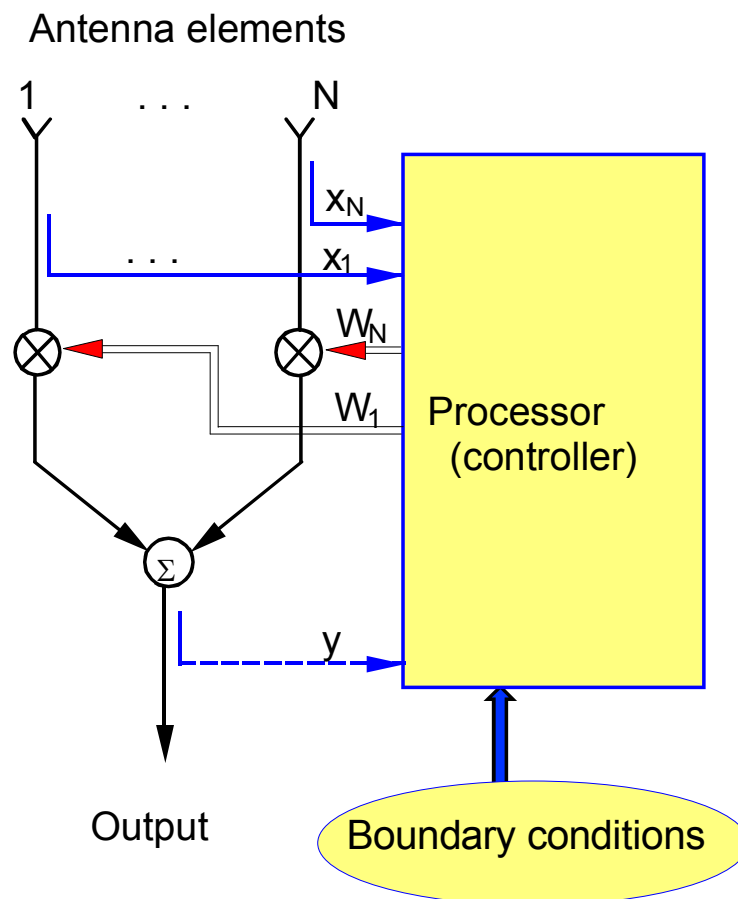 Antenna elements
1 . . . N
x_N
. . . x_1
W_N
W_1
Processor
(controller)
Σ
y
Output
Boundary conditions